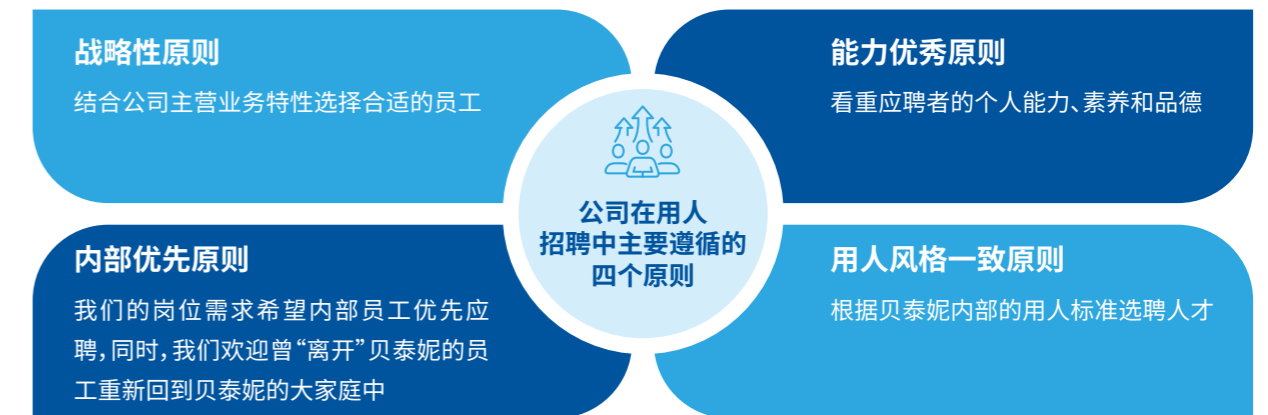 战略性原则
结合公司主营业务特性选择合适的员工
能力优秀原则
看重应聘者的个人能力、素养和品德
公司在用人
招聘中主要遵循的
四个原则
内部优先原则
我们的岗位需求希望内部员工优先应
聘，同时，我们欢迎曾“离开”贝泰妮的员
工重新回到贝泰妮的大家庭中
用人风格一致原则
根据贝泰妮内部的用人标准选聘人才